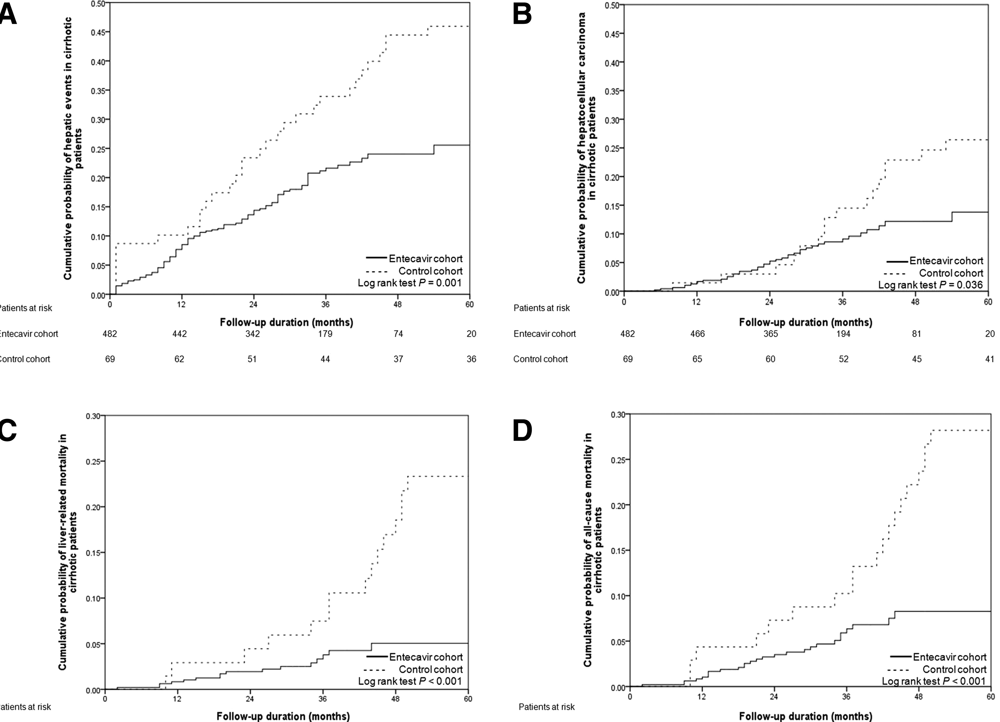 A
Cumulative probability of hepatic events in cirrhotic
patients
0.50
0.45
0.40
0.35
0.30
0.25
0.20
0.15
0.10
0.05
0.00
Entecavir cohort
Control cohort
Log rank test P = 0.001
0 12 24 36 48 60
Patients at risk
Follow-up duration (months)
Entecavir cohort 482 442 342 179 74 20
Control cohort 69 62 51 44 37 36
B
Cumulative probability of hepatocellular carcinoma
in cirrhotic patients
0.50
0.45
0.40
0.35
0.30
0.25
0.20
0.15
0.10
0.05
0.00
Entecavir cohort
Control cohort
Log rank test P = 0.036
0 12 24 36 48 60
Patients at risk
Follow-up duration (months)
Entecavir cohort 482 466 365 194 81 20
Control cohort 69 65 60 52 45 41
C
Cumulative probability of liver-related mortality in
cirrhotic patients
0.30
0.25
0.20
0.15
0.10
0.05
0.00
Entecavir cohort
Control cohort
Log rank test P < 0.001
0 12 24 36 48 60
Patients at risk
Follow-up duration (months)
D
Cumulative probability of all-cause mortality in
cirrhotic patients
0.30
0.25
0.20
0.15
0.10
0.05
0.00
Entecavir cohort
Control cohort
Log rank test P < 0.001
0 12 24 36 48 60
Patients at risk
Follow-up duration (months)